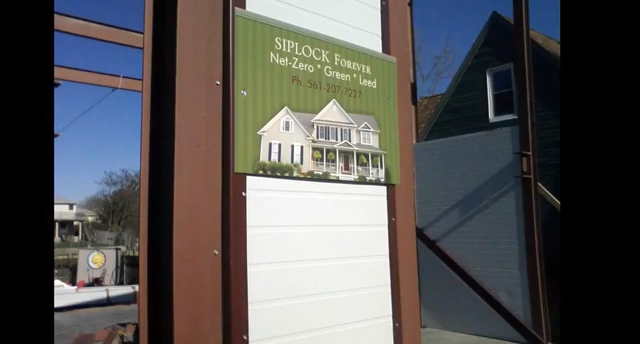 SIPLOCK FOREVER
Net-Zero * Green * Leed
Ph. 561-207-7227